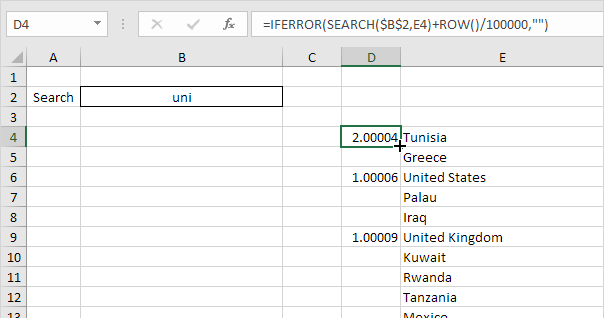 D4 =IFERROR(SEARCH($B$2,E4)+ROW()/100000,"")
A B C D E
1
2 Search uni
3
4 2.00004 Tunisia
5 Greece
6 1.00006 United States
7 Palau
8 Iraq
9 1.00009 United Kingdom
10 Kuwait
11 Rwanda
12 Tanzania
13 Mexico